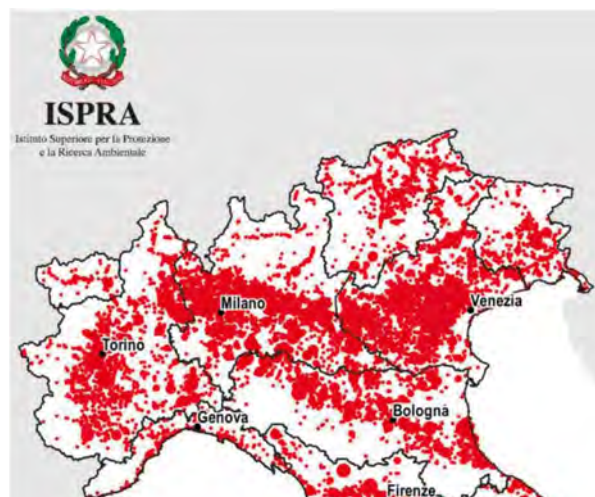 ISPRA
Istituto Superiore per la Protezione
e la Ricerca Ambientale
Milano
Venezia
Torino
Bologna
Genova
Firenze